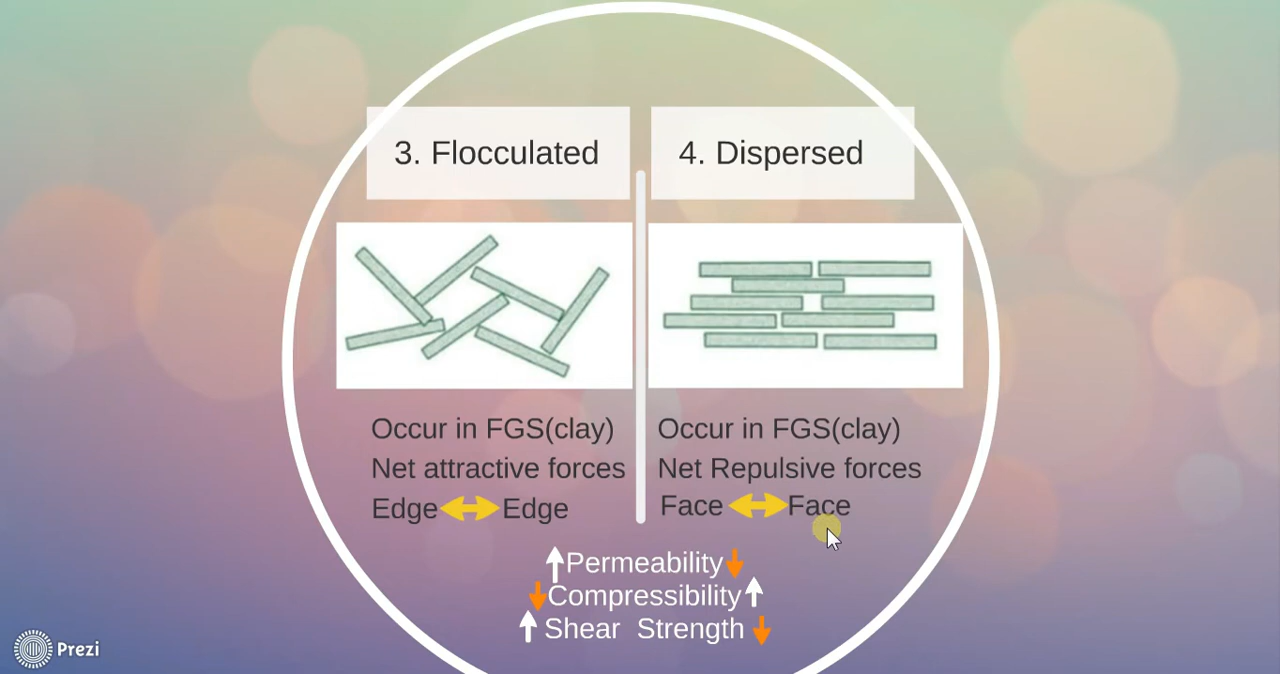 3. Flocculated
4. Dispersed
Occur in FGS(clay)
Net attractive forces
Edge Edge
Occur in FGS(clay)
Net Repulsive forces
Face Face
Permeability
Compressibility
Shear Strength
Prezi